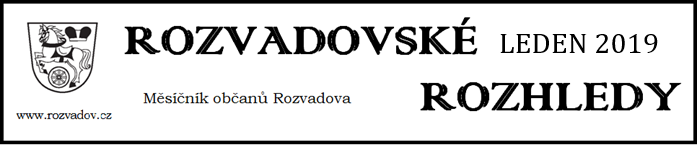 ROZVADOVSKÉ LEDEN 2019
ROZHLEDY
Měsíčník občanů Rozvadova
www.rozvadov.cz